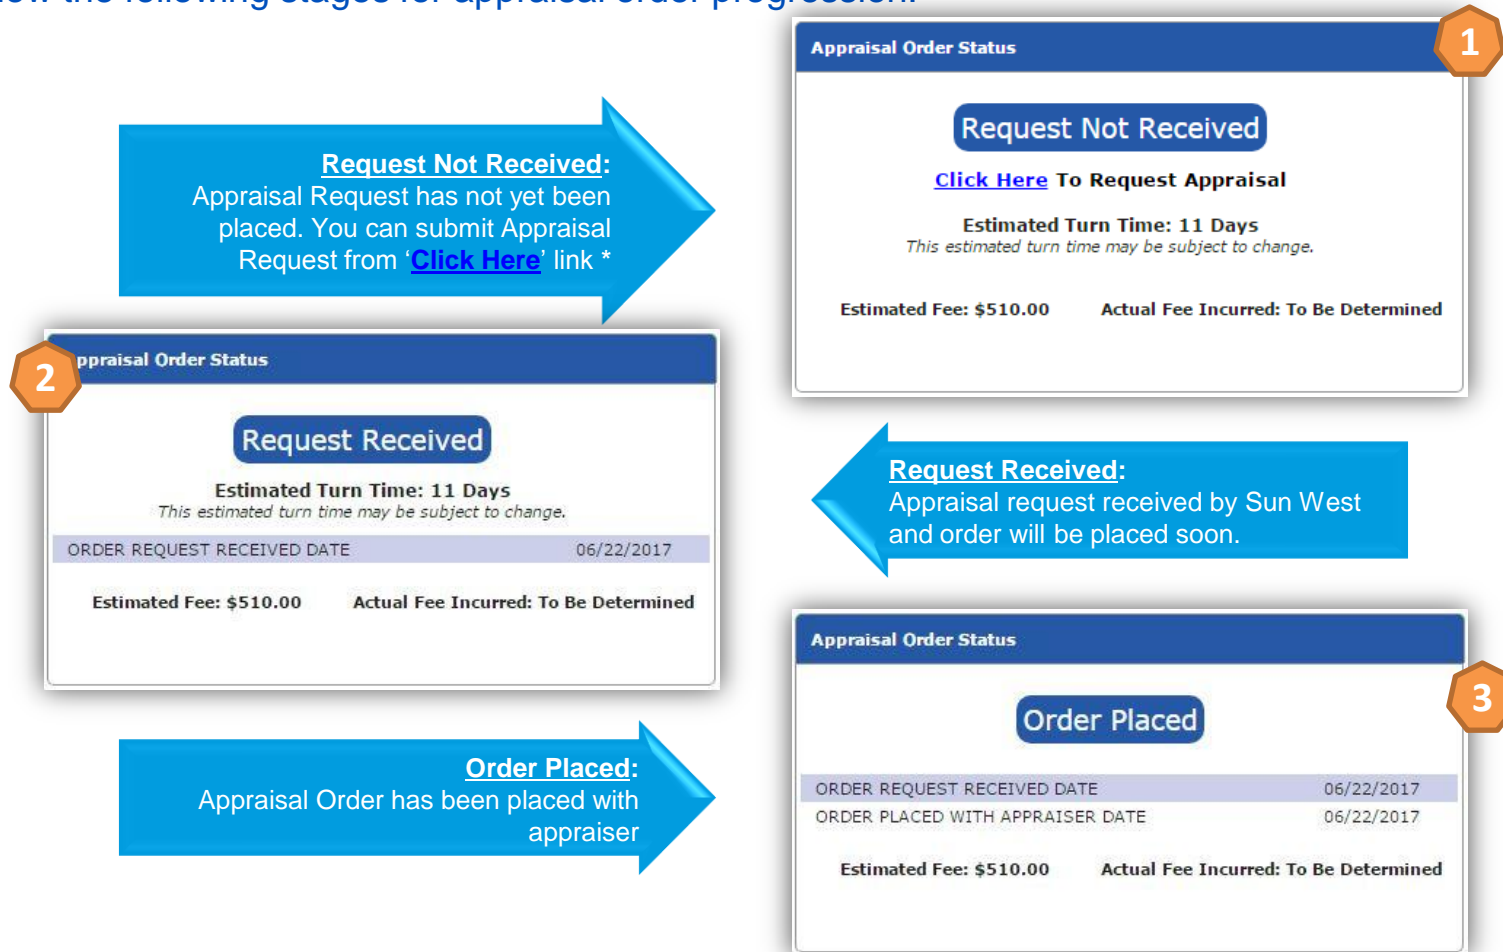 the following stages for appraisal order progression.
Appraisal Order Status
1
Request Not Received
Click Here To Request Appraisal
Estimated Turn Time: 11 Days
This estimated turn time may be subject to change.
Estimated Fee: $510.00 Actual Fee Incurred: To Be Determined
Request Not Received:
Appraisal Request has not yet been
placed. You can submit Appraisal
Request from ‘Click Here’ link *
2
ppraisal Order Status
Request Received
Estimated Turn Time: 11 Days
This estimated turn time may be subject to change.
ORDER REQUEST RECEIVED DATE 06/22/2017
Estimated Fee: $510.00 Actual Fee Incurred: To Be Determined
Request Received:
Appraisal request received by Sun West
and order will be placed soon.
Appraisal Order Status
3
Order Placed
ORDER REQUEST RECEIVED DATE 06/22/2017
ORDER PLACED WITH APPRAISER DATE 06/22/2017
Estimated Fee: $510.00 Actual Fee Incurred: To Be Determined
Order Placed:
Appraisal Order has been placed with
appraiser